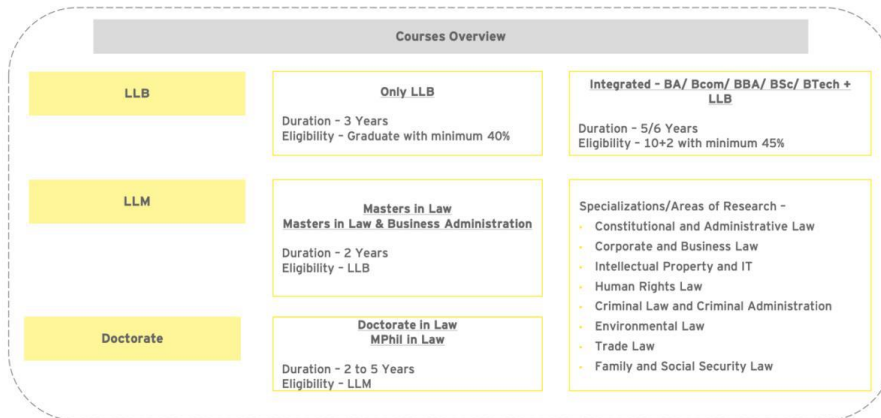 Courses Overview
LLB
Only LLB
Duration – 3 Years
Eligibility – Graduate with minimum 40%
Integrated – BA/ Bcom/ BBA/ BSc/ BTech +
LLB
Duration – 5/6 Years
Eligibility – 10+2 with minimum 45%
LLM
Masters in Law
Masters in Law & Business Administration
Duration – 2 Years
Eligibility – LLB
Doctorate
Doctorate in Law
MPhil in Law
Duration – 2 to 5 Years
Eligibility – LLM
Specializations/Areas of Research –
• Constitutional and Administrative Law
• Corporate and Business Law
• Intellectual Property and IT
• Human Rights Law
• Criminal Law and Criminal Administration
• Environmental Law
• Trade Law
• Family and Social Security Law